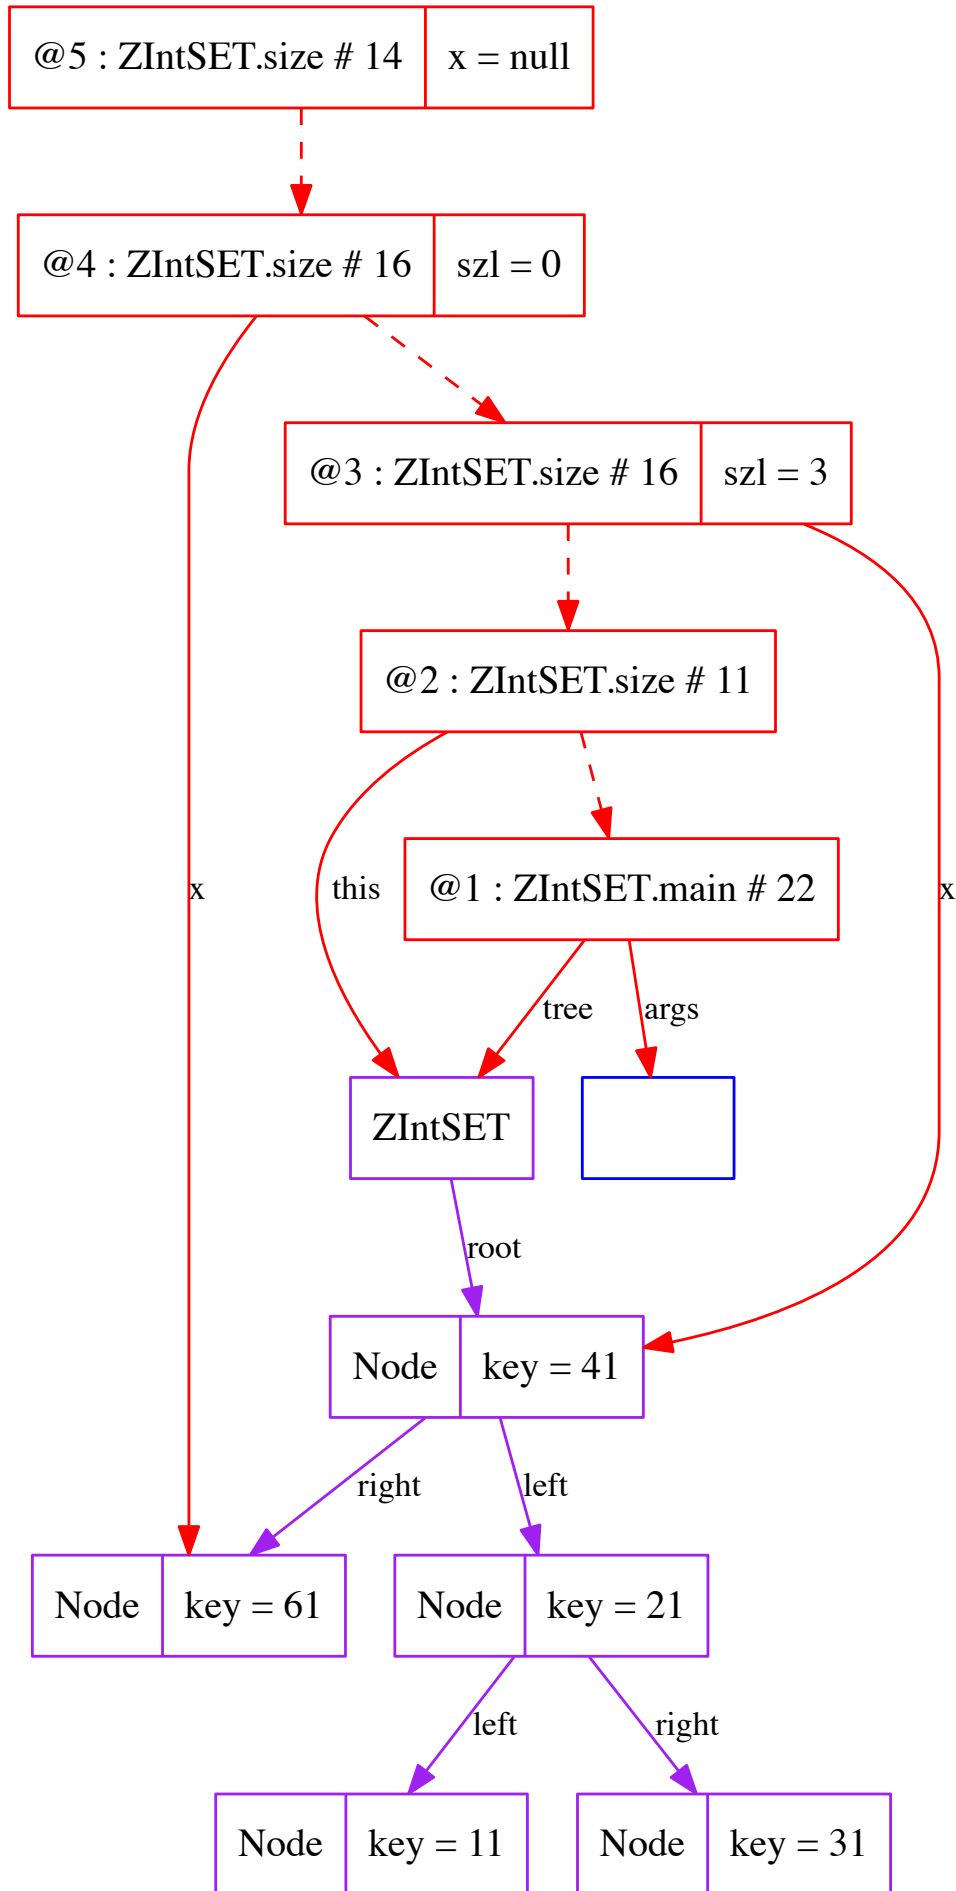 @5 : ZIntSET.size # 14 x = null
@4 : ZIntSET.size # 16 szl = 0
@3 : ZIntSET.size # 16 szl = 3
@2 : ZIntSET.size # 11
x this @1 : ZIntSET.main # 22 x
tree args
ZIntSET
root
Node key = 41
right left
Node key = 61 Node key = 21
left right
Node key = 11 Node key = 31